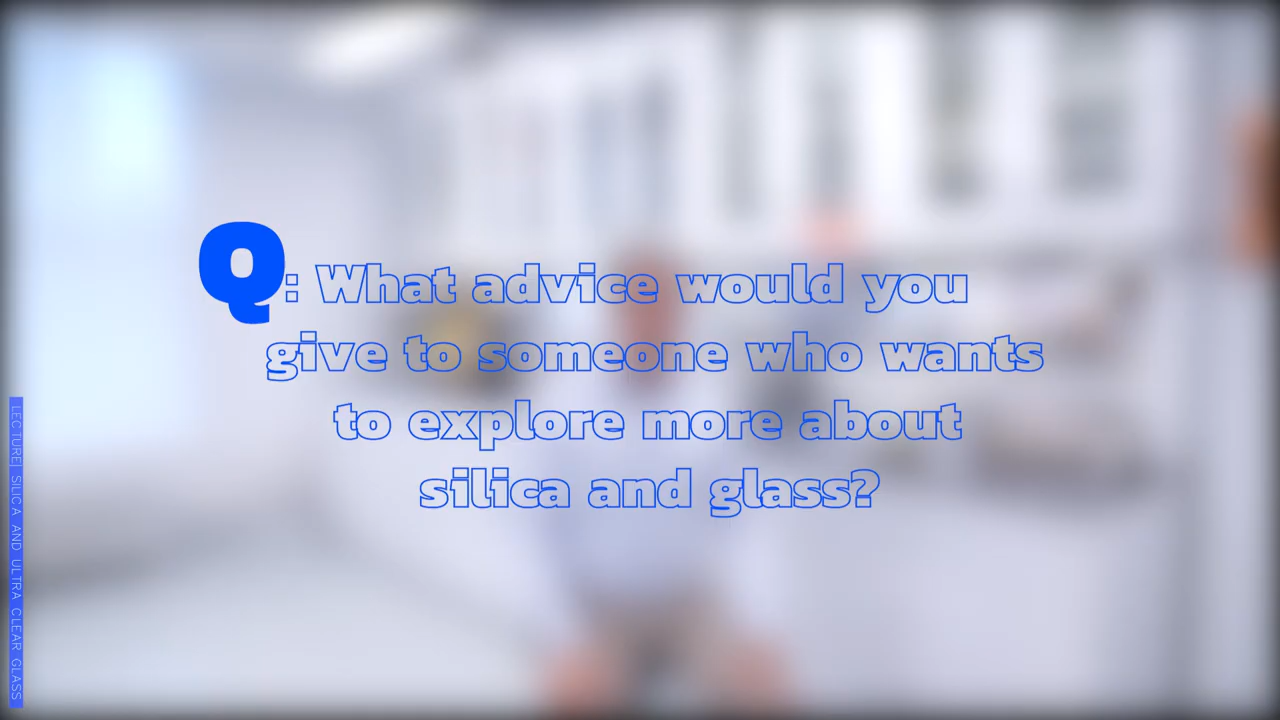 Q: What advice would you
give to someone who wants
to explore more about
silica and glass?
LECTURE| SILICA AND ULTRA CLEAR GLASS